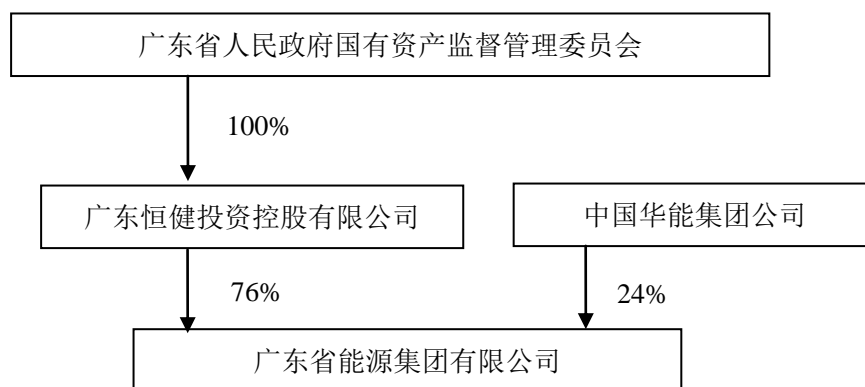 广东省人民政府国有资产监督管理委员会
100%
广东恒健投资控股有限公司
中国华能集团公司
76%
24%
广东省能源集团有限公司